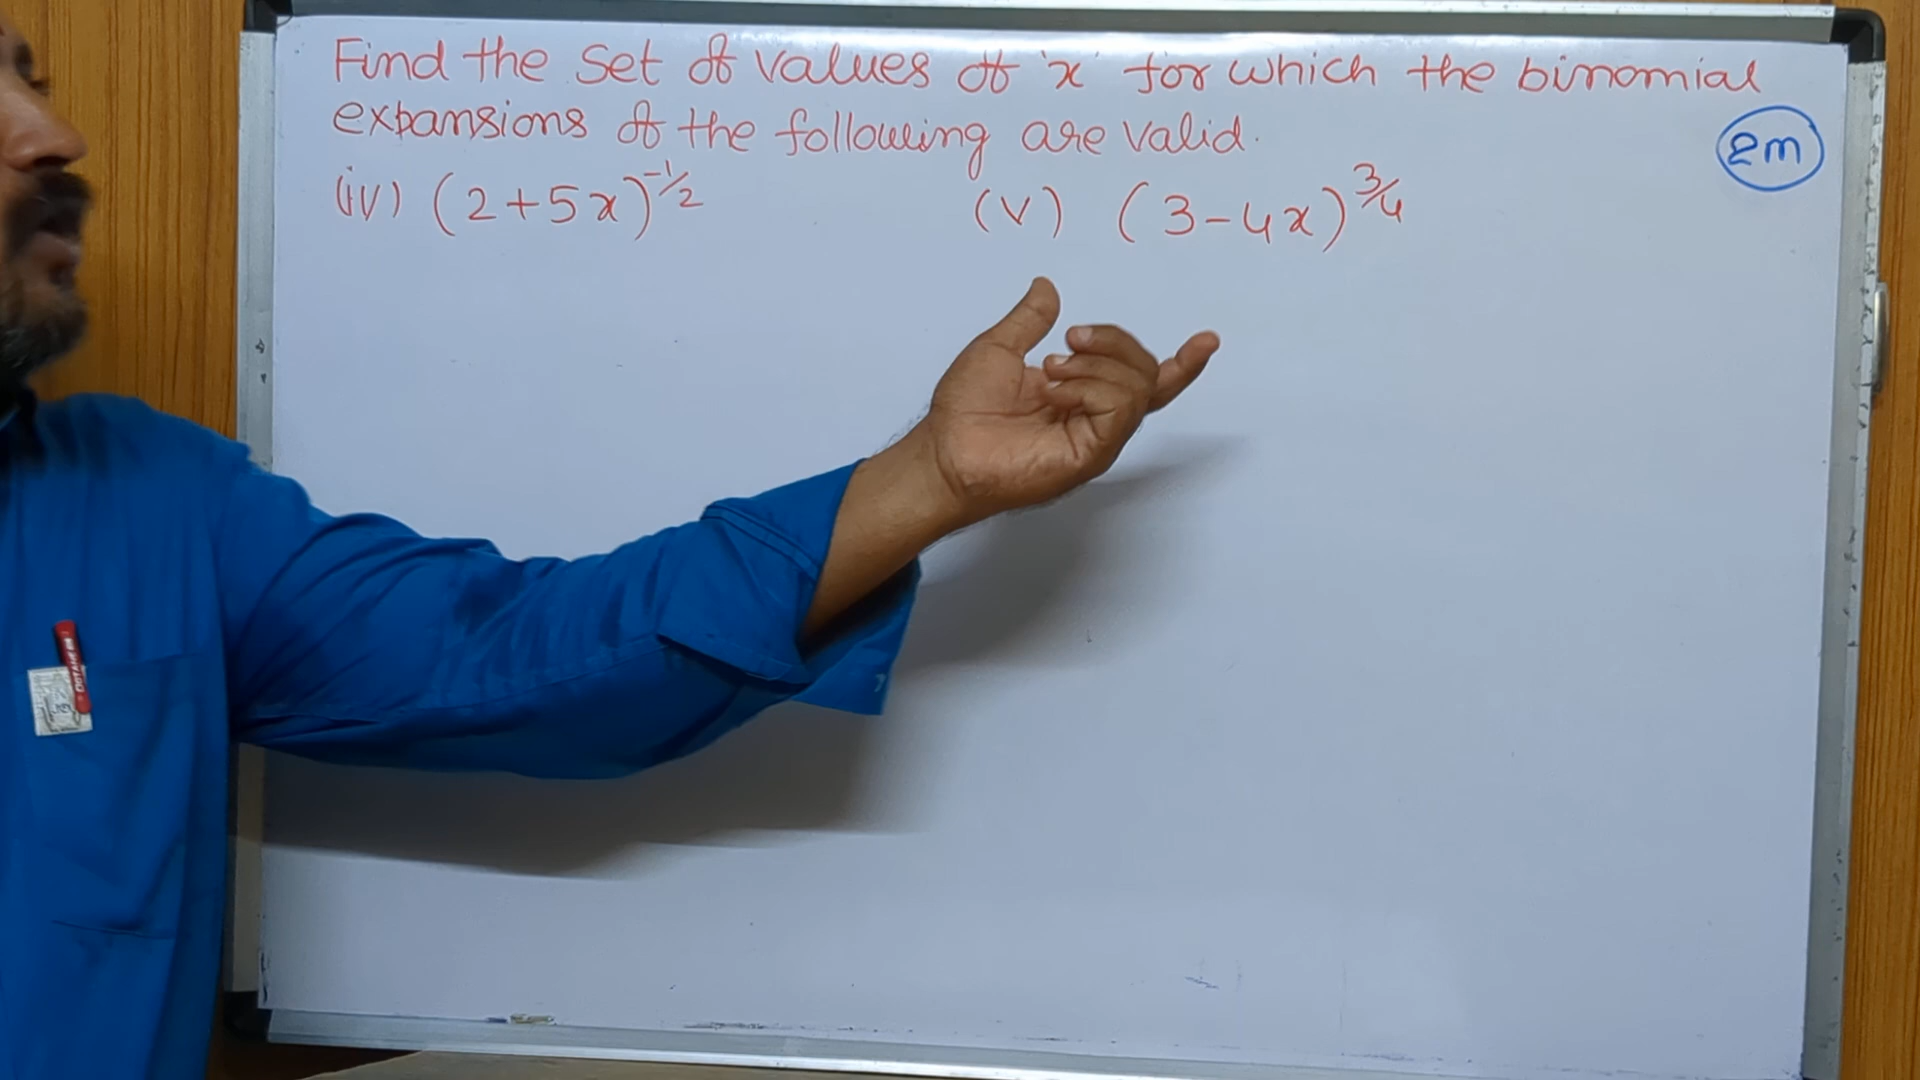 Find the set of values of 'x' for which the binomial
expansions of the following are valid.
2m
(iv) (2+5x)^-1/2 (v) (3-4x)^3/4